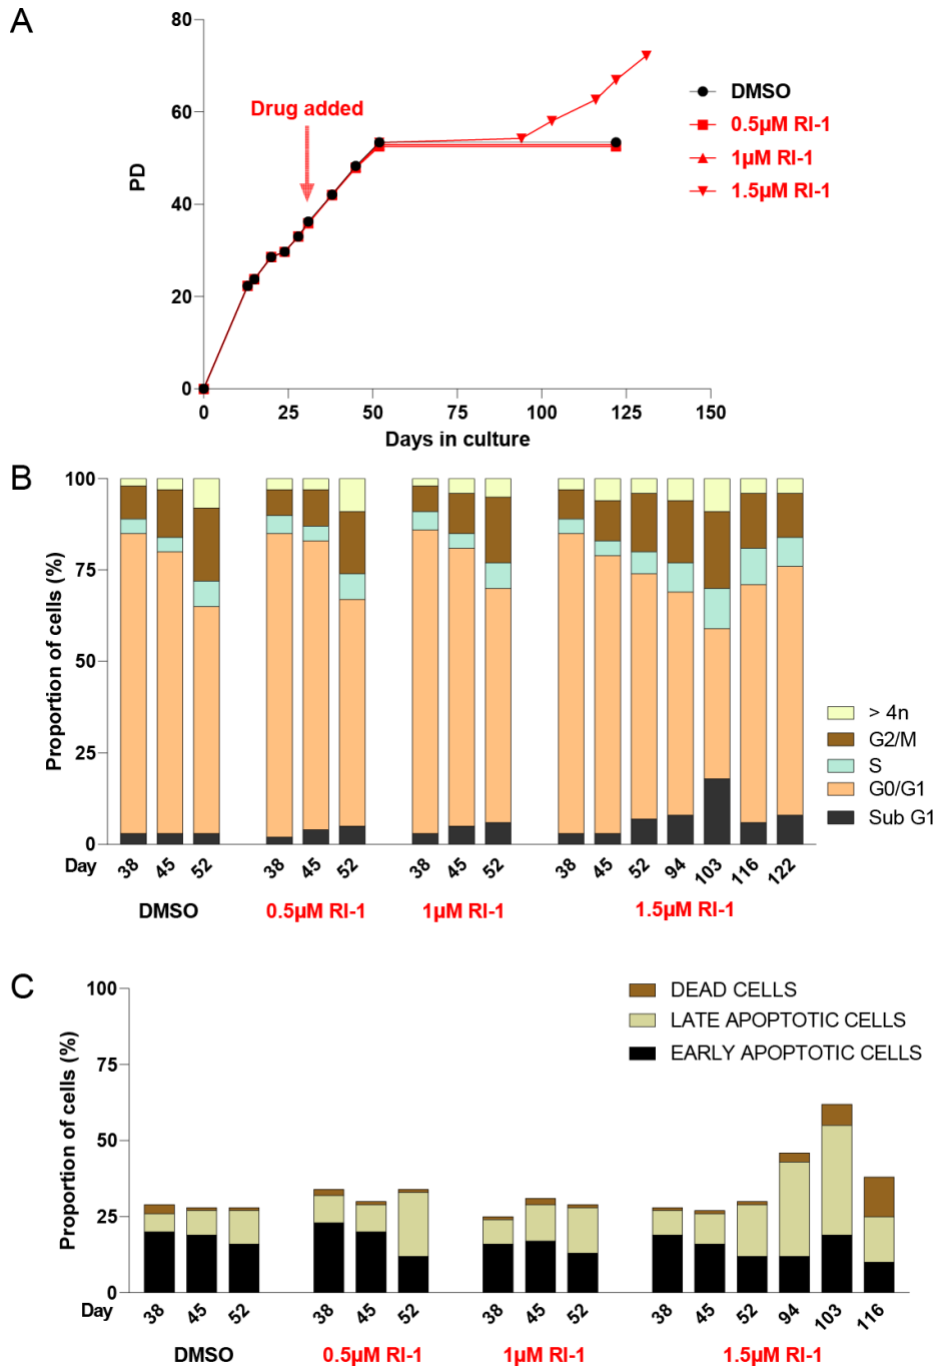 A
80
60
40
20
0
PD
Drug added
DMSO
0.5µM RI-1
1µM RI-1
1.5µM RI-1
0 25 50 75 100 125 150
Days in culture
B
100
75
50
25
0
Proportion of cells (%)
> 4n
G2/M
S
G0/G1
Sub G1
Day 38 45 52 38 45 52 38 45 52 38 45 52 94 103 116 122
DMSO 0.5µM RI-1 1µM RI-1 1.5µM RI-1
C
100
75
50
25
0
Proportion of cells (%)
DEAD CELLS
LATE APOPTOTIC CELLS
EARLY APOPTOTIC CELLS
Day 38 45 52 38 45 52 38 45 52 38 45 52 94 103 116
DMSO 0.5µM RI-1 1µM RI-1 1.5µM RI-1